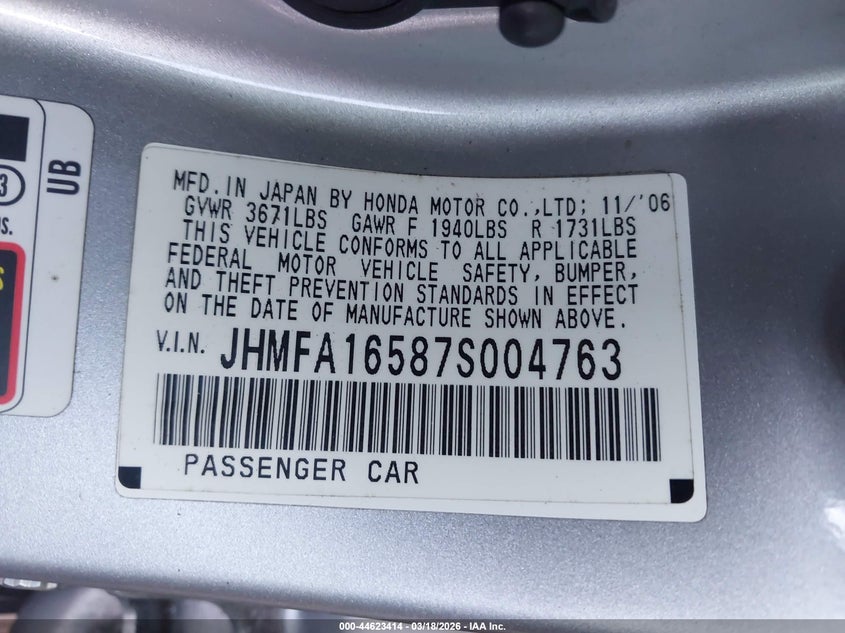 3
UB
MFD. IN JAPAN BY HONDA MOTOR CO.,LTD; 11/'06
GVWR 3671LBS GAWR F 1940LBS R 1731LBS
THIS VEHICLE CONFORMS TO ALL APPLICABLE
FEDERAL MOTOR VEHICLE SAFETY, BUMPER,
AND THEFT PREVENTION STANDARDS IN EFFECT
ON THE DATE OF MANUFACTURE SHOWN ABOVE.
V.I.N. JHMFA16587S004763
PASSENGER CAR
000-44623414 - 03/18/2026 - IAA Inc.